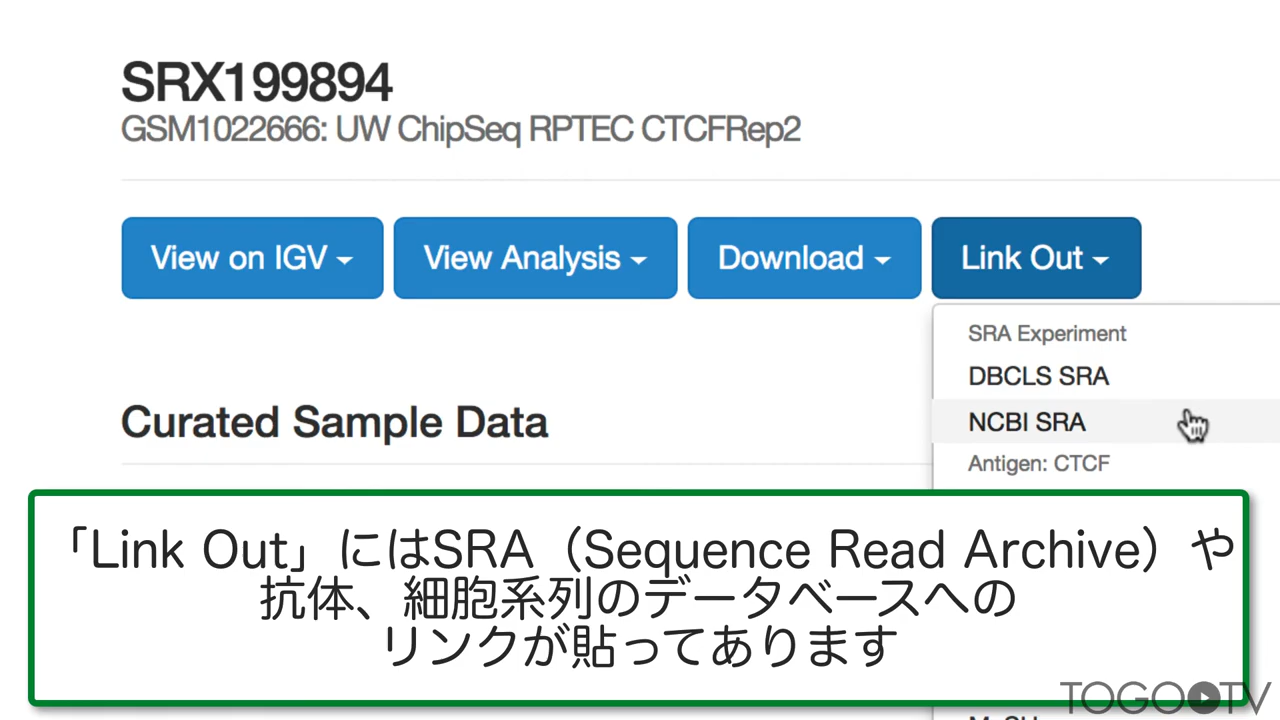 SRX199894
GSM1022666: UW ChipSeq RPTEC CTCFRep2
View on IGV
View Analysis
Download
Link Out
SRA Experiment
DBCLS SRA
NCBI SRA
Antigen: CTCF
Curated Sample Data
「Link Out」にはSRA（Sequence Read Archive）や
抗体、細胞系列のデータベースへの
リンクが貼ってあります
TOGOTV